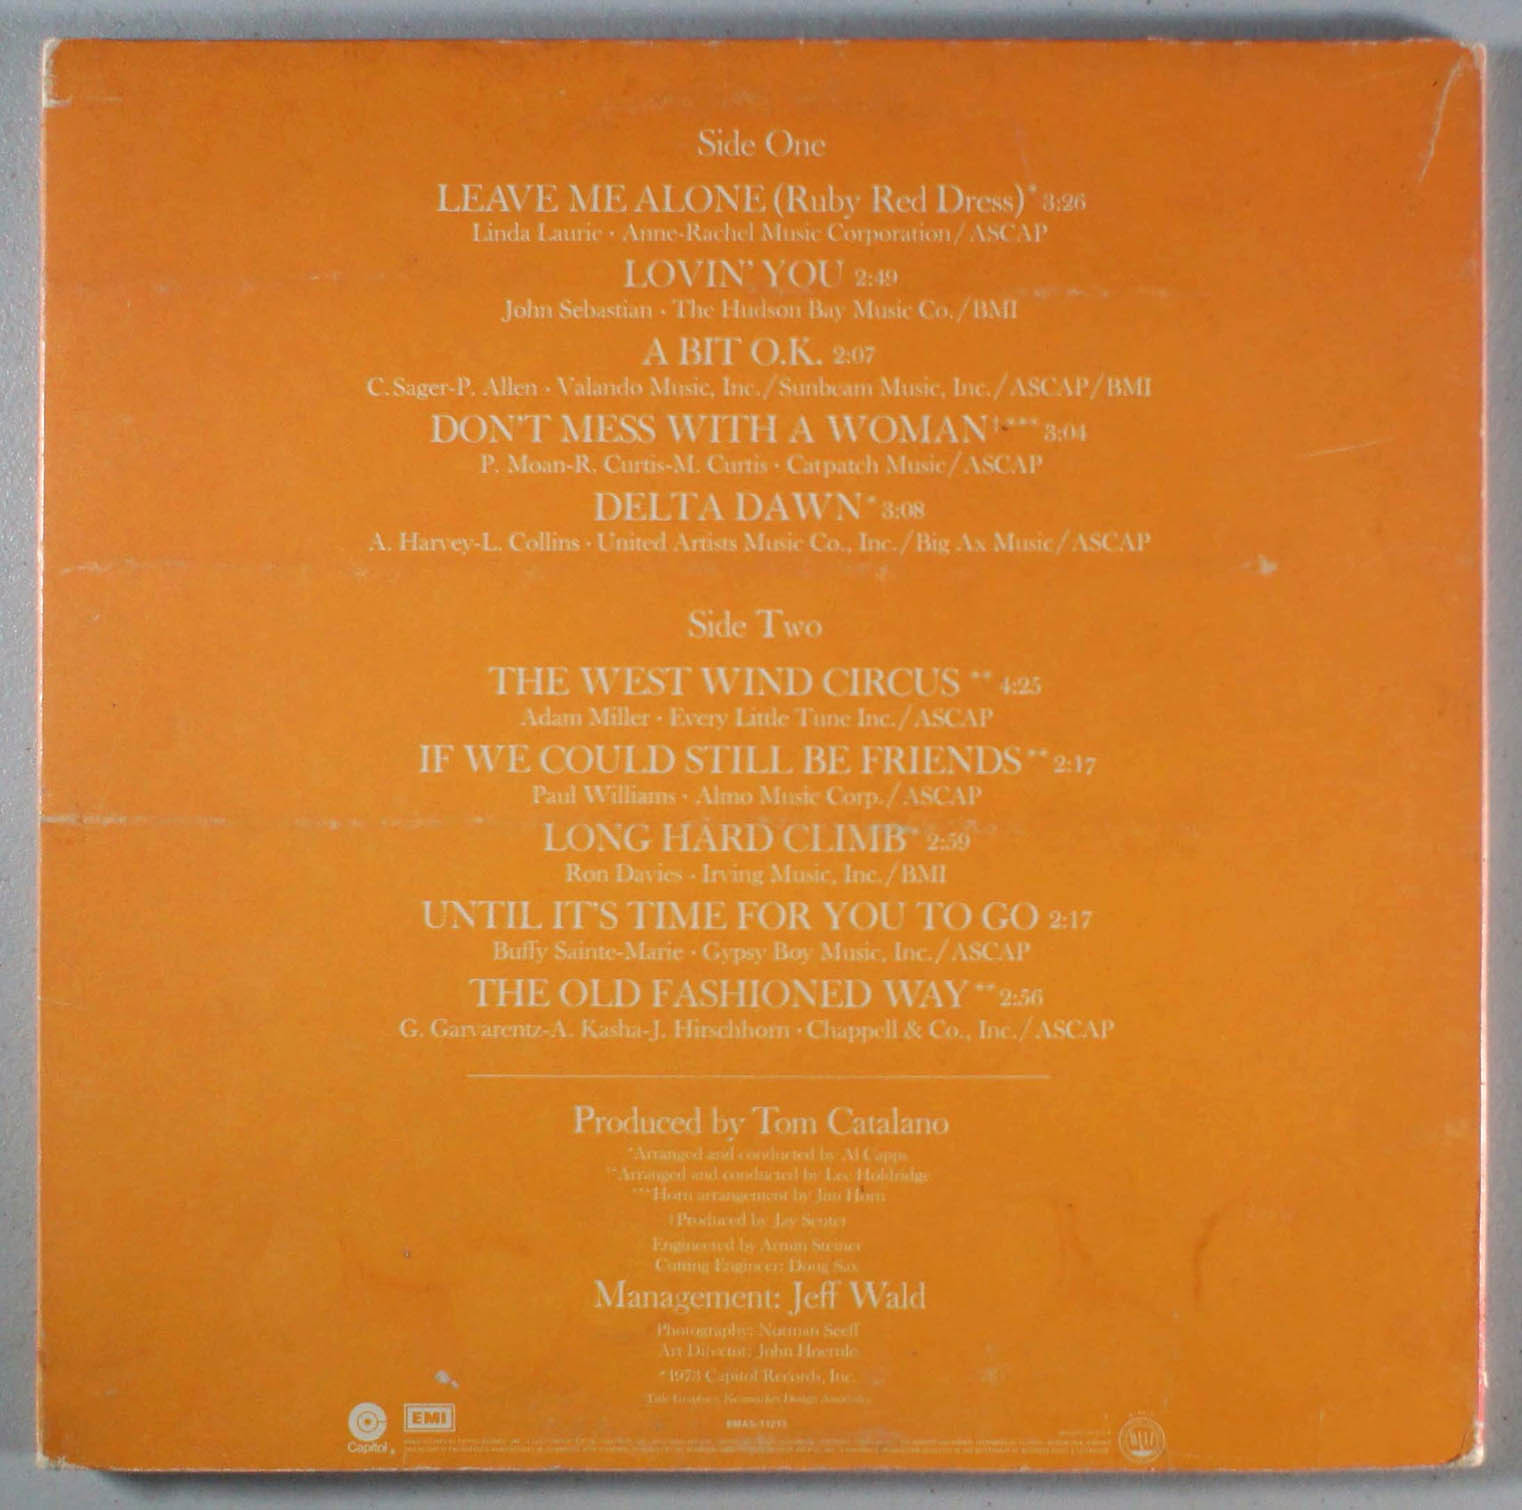 Side One
LEAVE ME ALONE (Ruby Red Dress)* 3:26
Linda Laurie · Anne-Rachel Music Corporation/ASCAP
LOVIN' YOU 2:49
John Sebastian · The Hudson Bay Music Co./BMI
A BIT O.K. 2:07
C. Sager-P. Allen · Valando Music, Inc./Sunbeam Music, Inc./ASCAP/BMI
DON'T MESS WITH A WOMAN†*** 3:04
P. Moan-R. Curtis-M. Curtis · Catpatch Music/ASCAP
DELTA DAWN* 3:08
A. Harvey-L. Collins · United Artists Music Co., Inc./Big Ax Music/ASCAP
Side Two
THE WEST WIND CIRCUS ** 4:25
Adam Miller · Every Little Tune Inc./ASCAP
IF WE COULD STILL BE FRIENDS** 2:17
Paul Williams · Almo Music Corp./ASCAP
LONG HARD CLIMB* 2:59
Ron Davies · Irving Music, Inc./BMI
UNTIL IT'S TIME FOR YOU TO GO 2:17
Buffy Sainte-Marie · Gypsy Boy Music, Inc./ASCAP
THE OLD FASHIONED WAY ** 2:56
G. Garvarentz-A. Kasha-J. Hirschhorn · Chappell & Co., Inc./ASCAP
Produced by Tom Catalano
*Arranged and conducted by Al Capps
**Arranged and conducted by Lee Holdridge
***Horn arrangement by Jim Horn
†Produced by Jay Senter
Engineered by Armin Steiner
Cutting Engineer: Doug Sax
Management: Jeff Wald
Photography: Norman Seeff
Art Director: John Hoernle
1973 Capitol Records, Inc.
Title Graphics: Design
Capitol
EMI
SMAS-11213